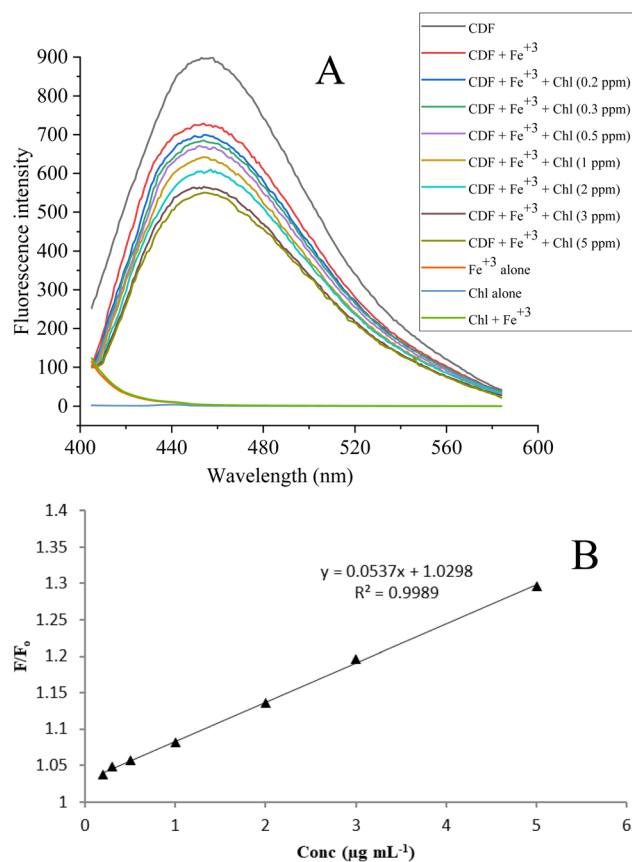 A
CDF
CDF + Fe+3
CDF + Fe+3 + Chl (0.2 ppm)
CDF + Fe+3 + Chl (0.3 ppm)
CDF + Fe+3 + Chl (0.5 ppm)
CDF + Fe+3 + Chl (1 ppm)
CDF + Fe+3 + Chl (2 ppm)
CDF + Fe+3 + Chl (3 ppm)
CDF + Fe+3 + Chl (5 ppm)
Fe+3 alone
Chl alone
Chl + Fe+3
900
800
700
600
500
400
300
200
100
0
Fluorescence intensity
400 440 480 520 560 600
Wavelength (nm)
B
y = 0.0537x + 1.0298
R² = 0.9989
1.4
1.35
1.3
1.25
1.2
1.15
1.1
1.05
1
F/Fo
0 1 2 3 4 5 6
Conc (µg mL-1)